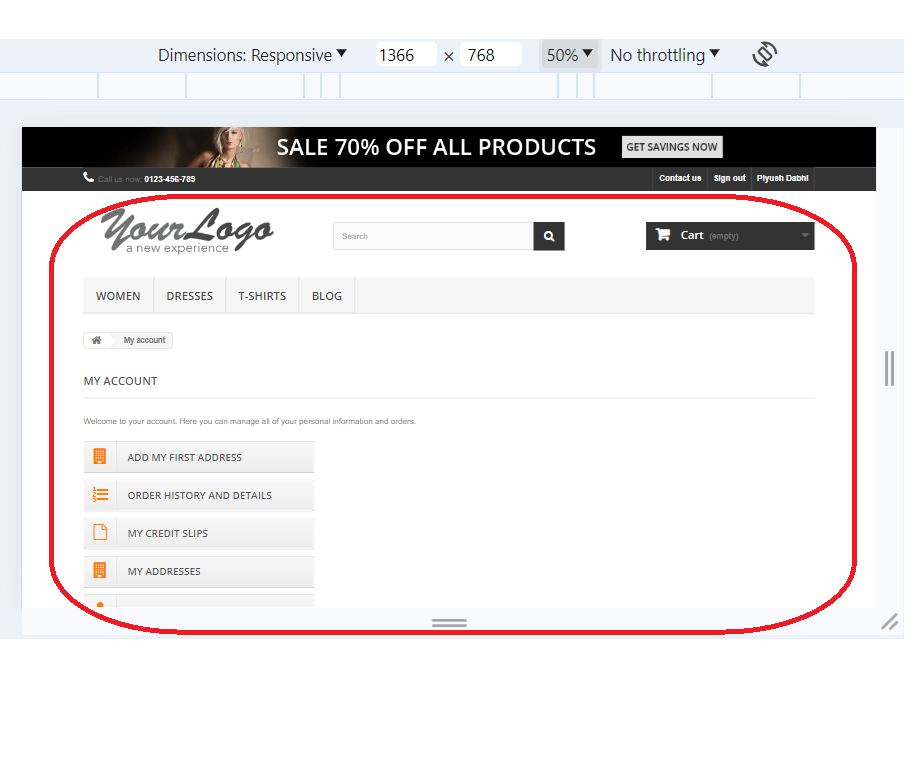 Dimensions: Responsive 1366 × 768 50% No throttling
SALE 70% OFF ALL PRODUCTS GET SAVINGS NOW
Call us now: 0123-456-789 Contact us Sign out Piyush Dabhi
YourLogo
a new experience
Search
Cart (empty)
WOMEN DRESSES T-SHIRTS BLOG
My account
MY ACCOUNT
Welcome to your account. Here you can manage all of your personal information and orders.
ADD MY FIRST ADDRESS
ORDER HISTORY AND DETAILS
MY CREDIT SLIPS
MY ADDRESSES